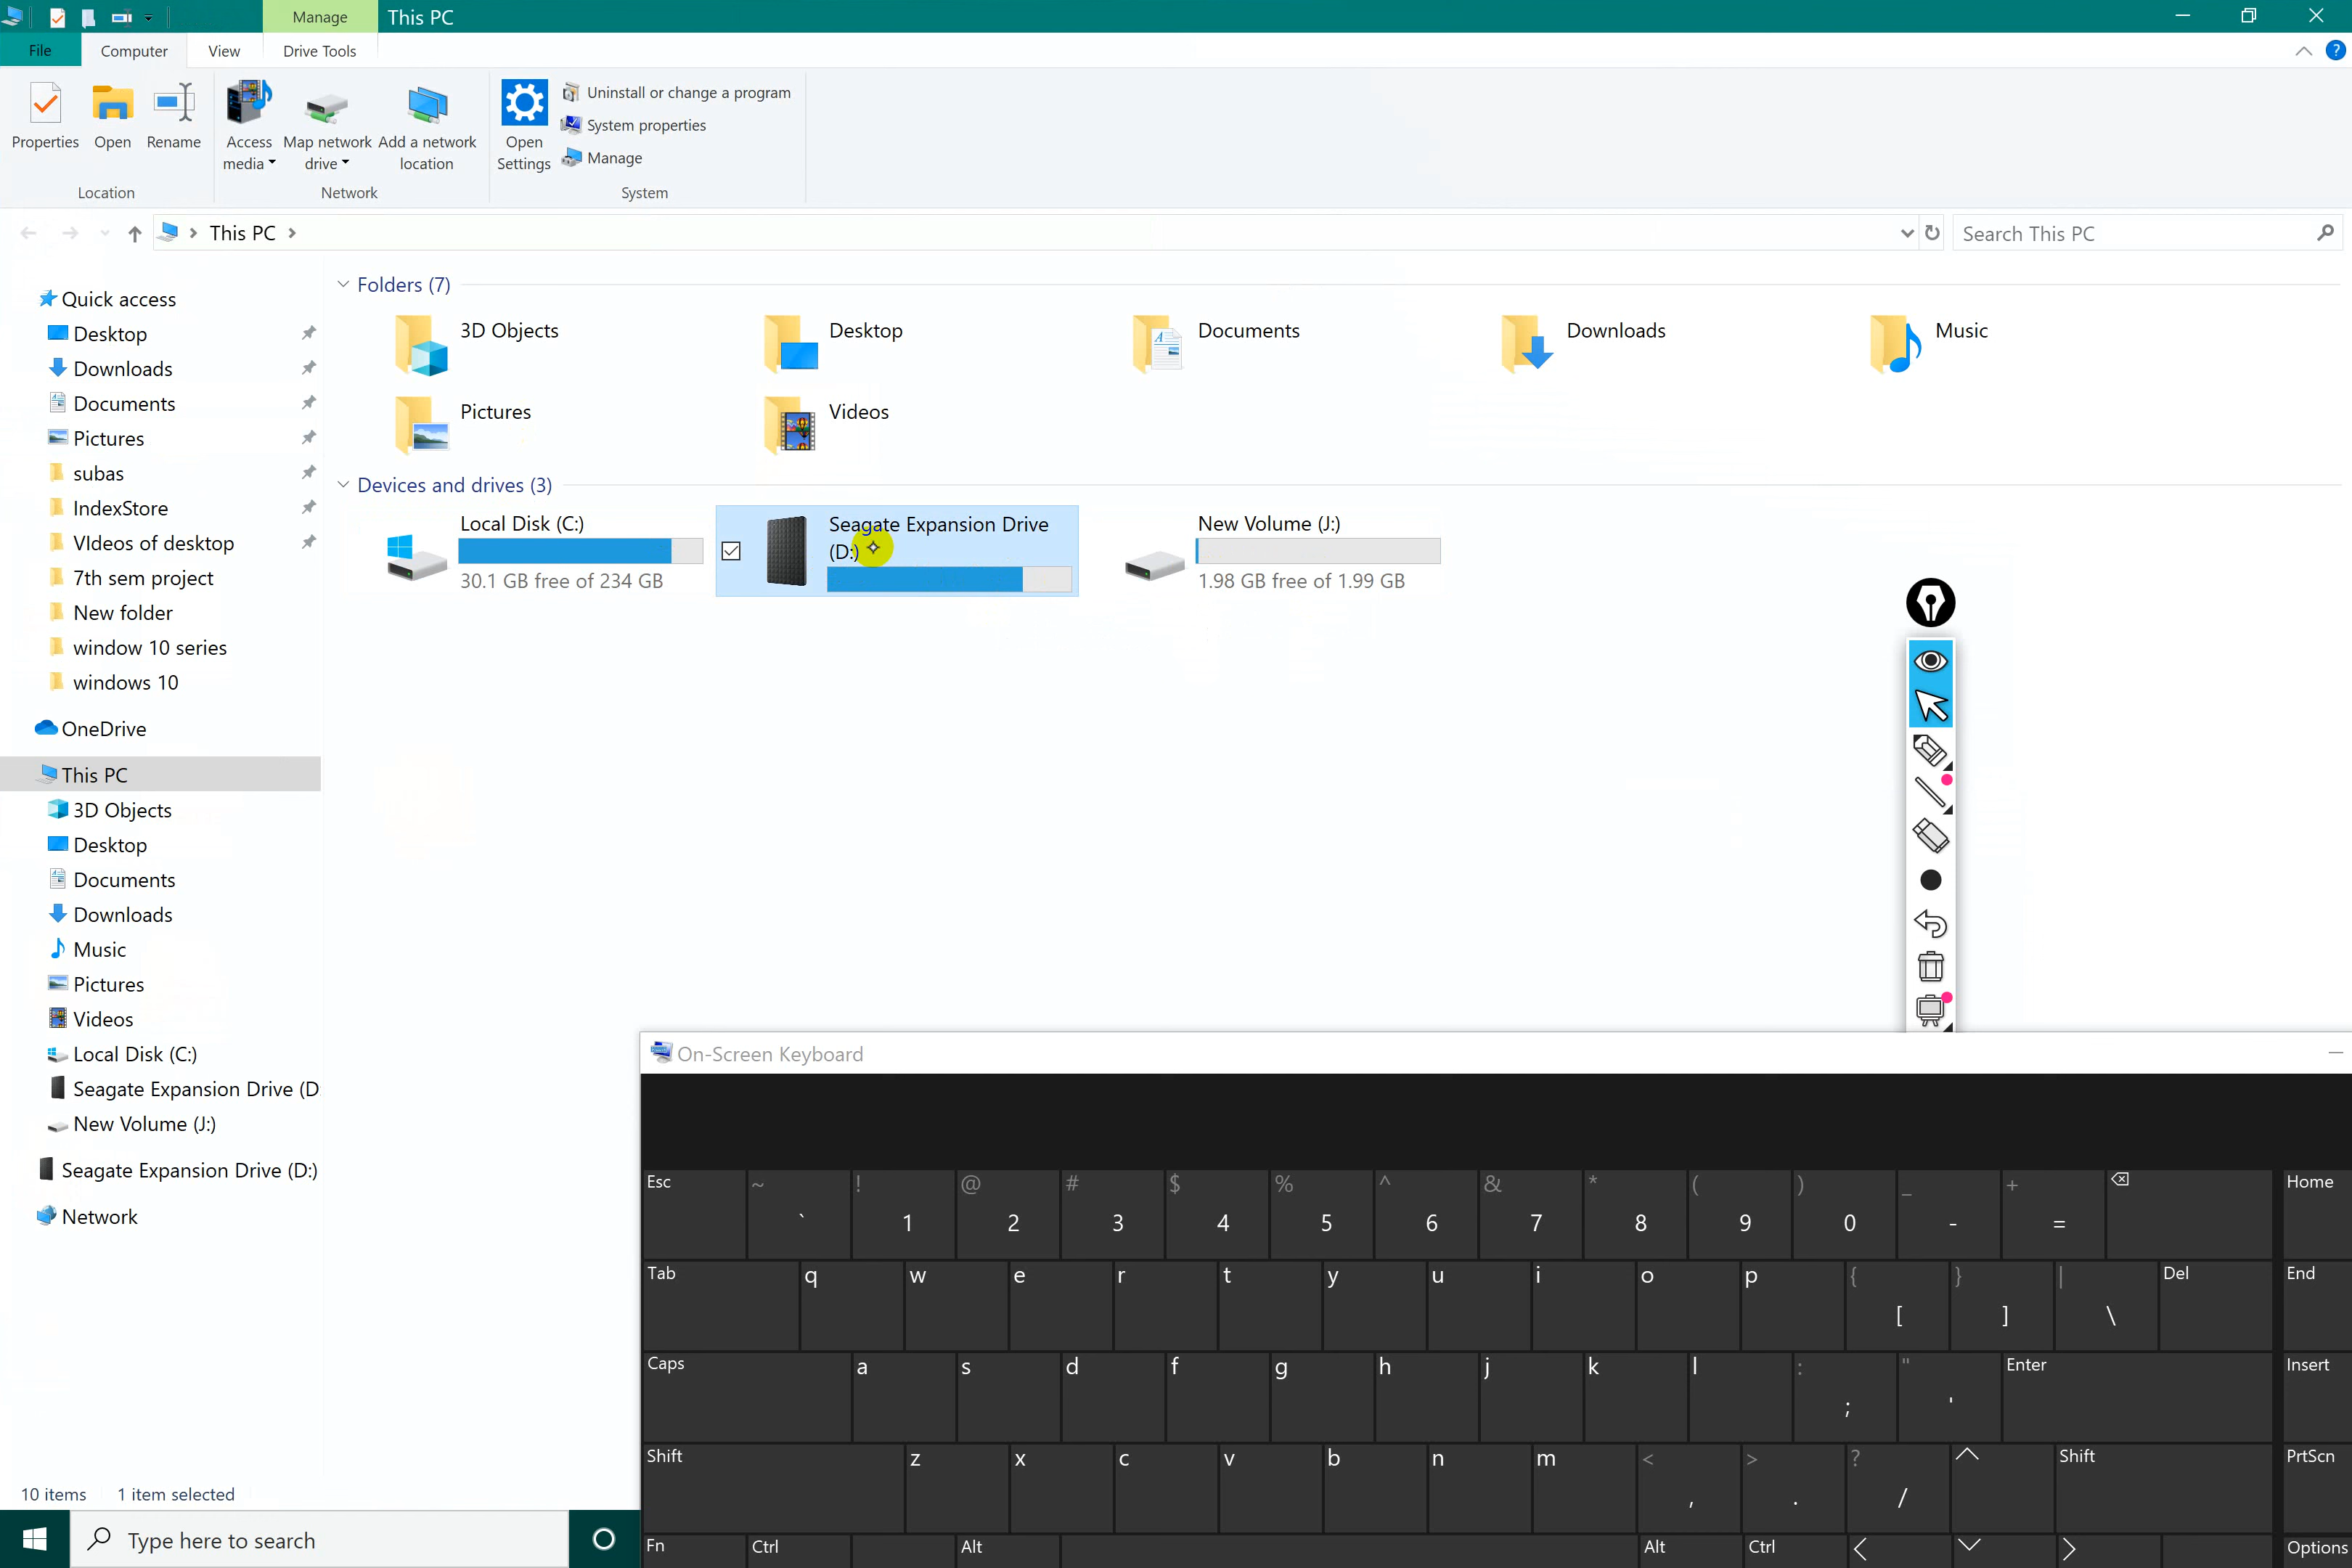 Manage
This PC
File
Computer
View
Drive Tools
Properties
Open
Rename
Access media
Map network drive
Add a network location
Open Settings
Uninstall or change a program
System properties
Manage
Location
Network
System
This PC
Search This PC
Quick access
Desktop
Downloads
Documents
Pictures
subas
IndexStore
VIdeos of desktop
7th sem project
New folder
window 10 series
windows 10
OneDrive
This PC
3D Objects
Desktop
Documents
Downloads
Music
Pictures
Videos
Local Disk (C:)
Seagate Expansion Drive (D
New Volume (J:)
Seagate Expansion Drive (D:)
Network
Folders (7)
3D Objects
Desktop
Documents
Downloads
Music
Pictures
Videos
Devices and drives (3)
Local Disk (C:)
30.1 GB free of 234 GB
Seagate Expansion Drive
(D:)
New Volume (J:)
1.98 GB free of 1.99 GB
10 items 1 item selected
Type here to search
On-Screen Keyboard
Esc ~ ` ! 1 @ 2 # 3 $ 4 % 5 ^ 6 & 7 * 8 ( 9 ) 0 _ - + = Home
Tab q w e r t y u i o p { [ } ] | \ Del End
Caps a s d f g h j k l : ; " ' Enter Insert
Shift z x c v b n m < , > . ? / Shift PrtScn
Fn Ctrl Alt Alt Ctrl Options